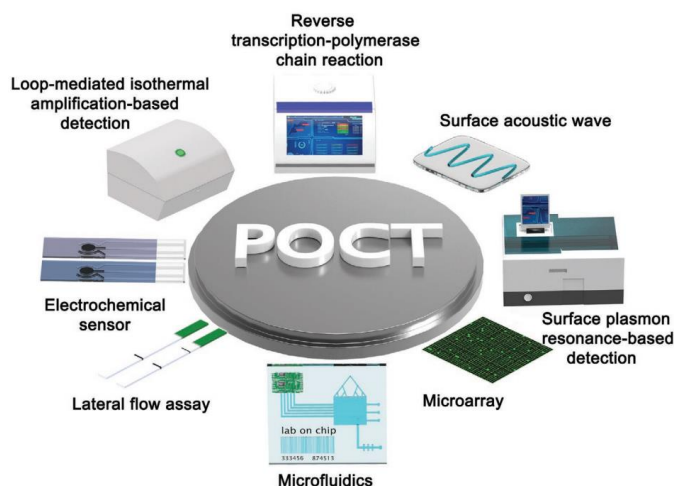 Reverse
transcription-polymerase
chain reaction
Loop-mediated isothermal
amplification-based
detection
Surface acoustic wave
POCT
Electrochemical
sensor
Surface plasmon
resonance-based
detection
Lateral flow assay
Microarray
lab on chip
333456 874513
Microfluidics